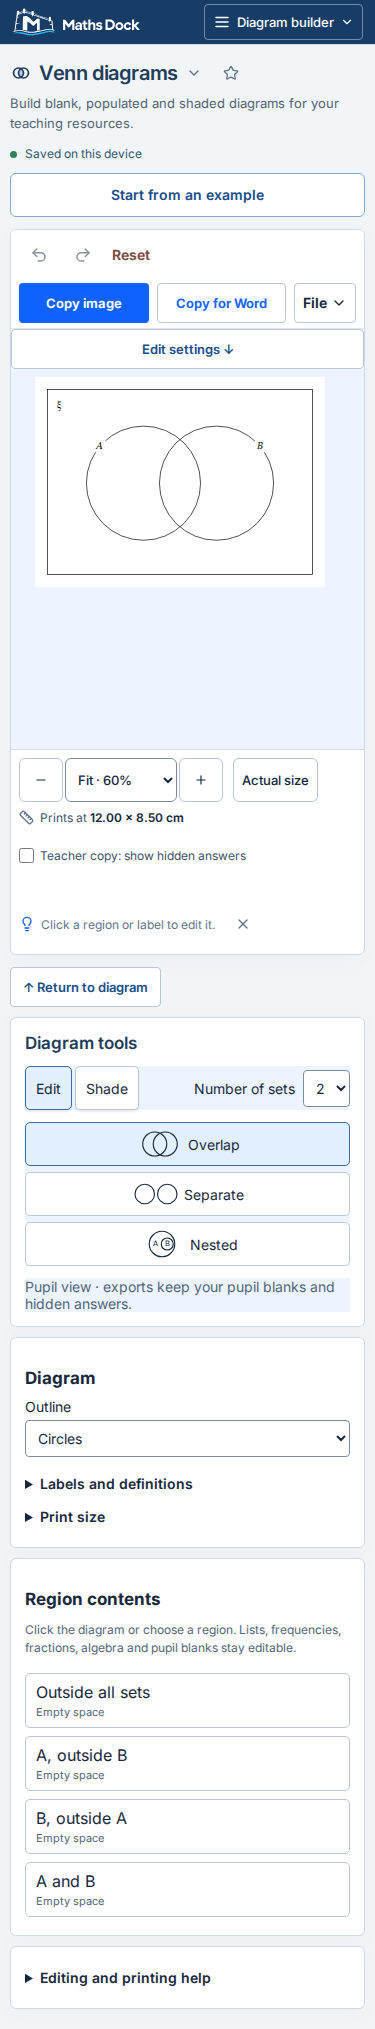 Maths Dock
Diagram builder
Venn diagrams
Build blank, populated and shaded diagrams for your
teaching resources.
Saved on this device
Start from an example
Reset
Copy image
Copy for Word
File
Edit settings ↓
ξ
A
B
Fit · 60%
Actual size
Prints at 12.00 × 8.50 cm
Teacher copy: show hidden answers
Click a region or label to edit it.
↑ Return to diagram
Diagram tools
Edit
Shade
Number of sets
2
Overlap
Separate
A B
Nested
Pupil view · exports keep your pupil blanks and
hidden answers.
Diagram
Outline
Circles
Labels and definitions
Print size
Region contents
Click the diagram or choose a region. Lists, frequencies,
fractions, algebra and pupil blanks stay editable.
Outside all sets
Empty space
A, outside B
Empty space
B, outside A
Empty space
A and B
Empty space
Editing and printing help